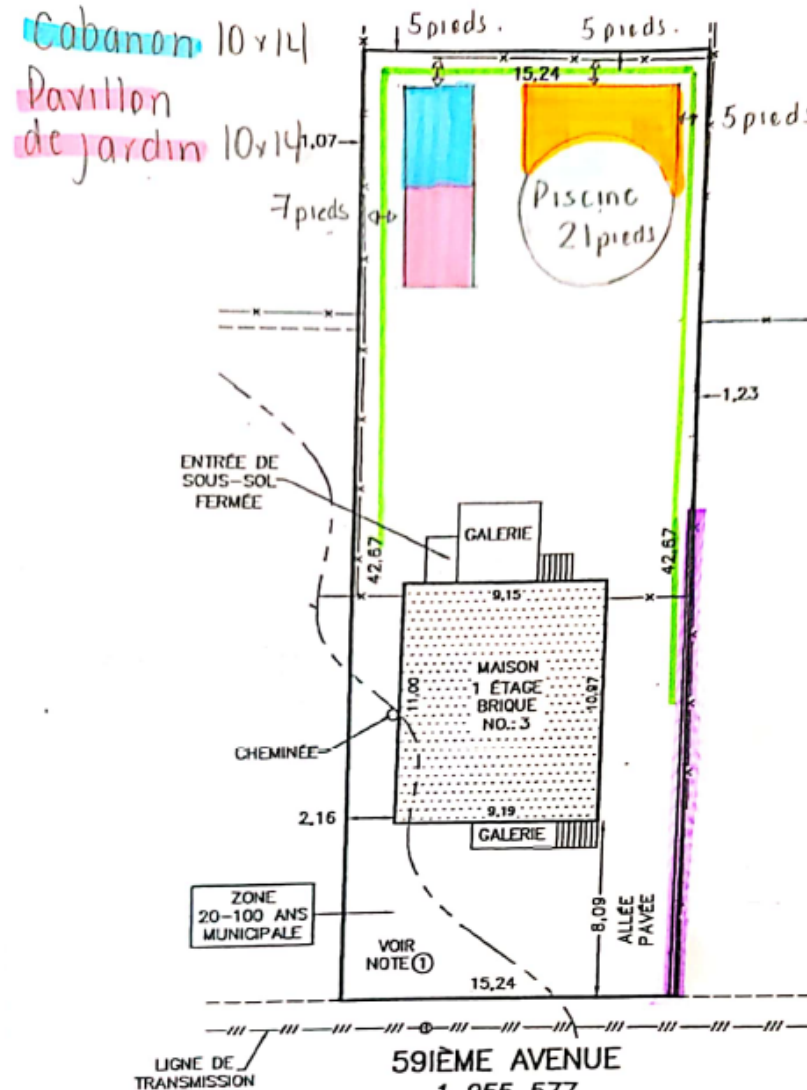 5pieds. 5pieds.
Cabanon 10x14
15,24
Pavillon
de jardin 10x14
1,07
5pieds
7pieds
Piscine
21pieds
1,23
ENTRÉE DE
SOUS-SOL
FERMÉE
GALERIE
42,67
42,67
9,15
MAISON
1 ÉTAGE
BRIQUE
NO.: 3
11,00
10,97
CHEMINÉE
2,16
9,19
GALERIE
ZONE
20-100 ANS
MUNICIPALE
8,09
ALLÉE
PAVÉE
VOIR
NOTE ①
15,24
LIGNE DE
TRANSMISSION
59IÈME AVENUE
1 955 577